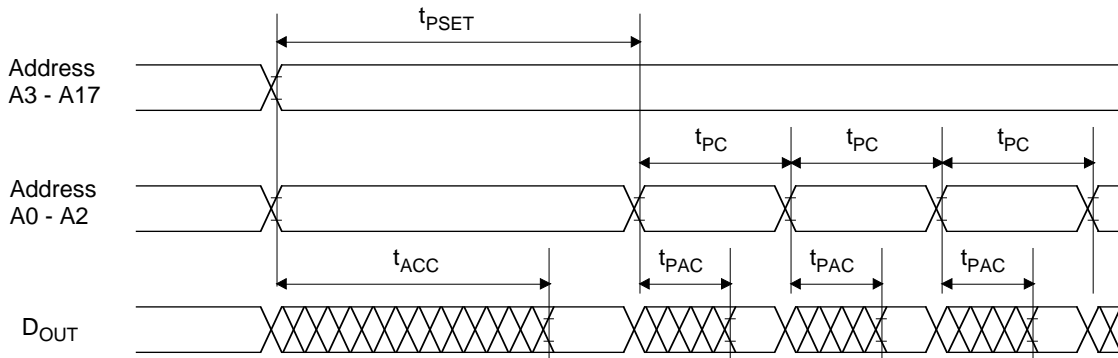 tPSET
Address
A3 - A17
tPC tPC tPC
Address
A0 - A2
tACC tPAC tPAC tPAC
DOUT